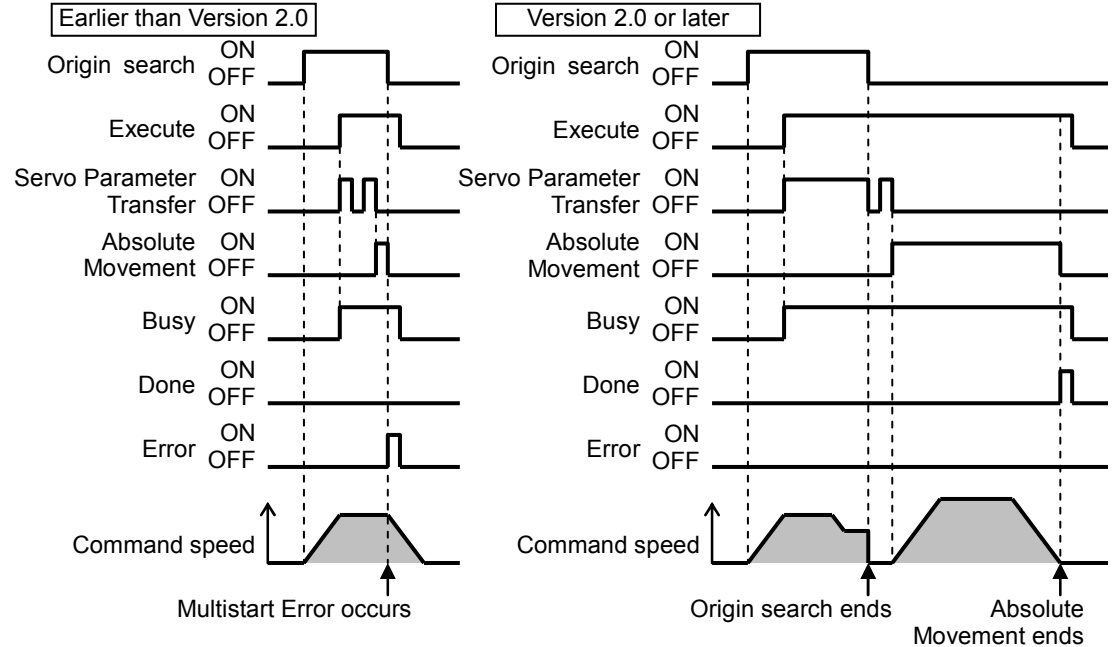 Earlier than Version 2.0
Origin search ON
OFF
Execute ON
OFF
Servo Parameter ON
Transfer OFF
Absolute ON
Movement OFF
Busy ON
OFF
Done ON
OFF
Error ON
OFF
Command speed
Multistart Error occurs
Version 2.0 or later
Origin search ON
OFF
Execute ON
OFF
Servo Parameter ON
Transfer OFF
Absolute ON
Movement OFF
Busy ON
OFF
Done ON
OFF
Error ON
OFF
Command speed
Origin search ends
Absolute
Movement ends